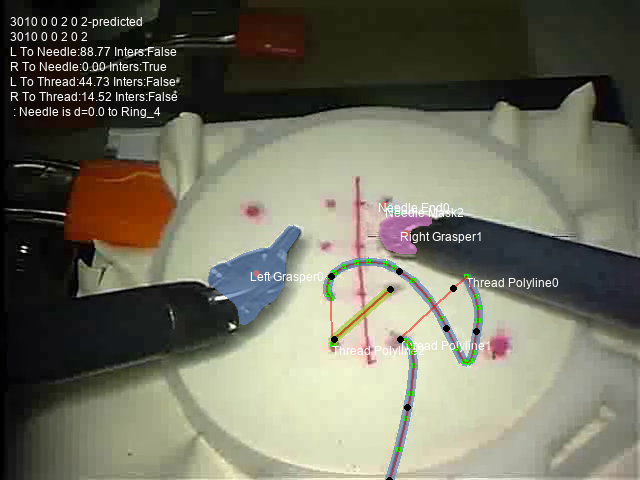 3010 0 0 2 0 2-predicted
3010 0 0 2 0 2
L To Needle:88.77 Inters:False
R To Needle:0.00 Inters:True
L To Thread:44.73 Inters:False
R To Thread:14.52 Inters:False
: Needle is d=0.0 to Ring_4
Needle End0
Needle Mask2
Right Grasper1
Left Grasper0
Thread Polyline0
Thread Polyline2
Thread Polyline1